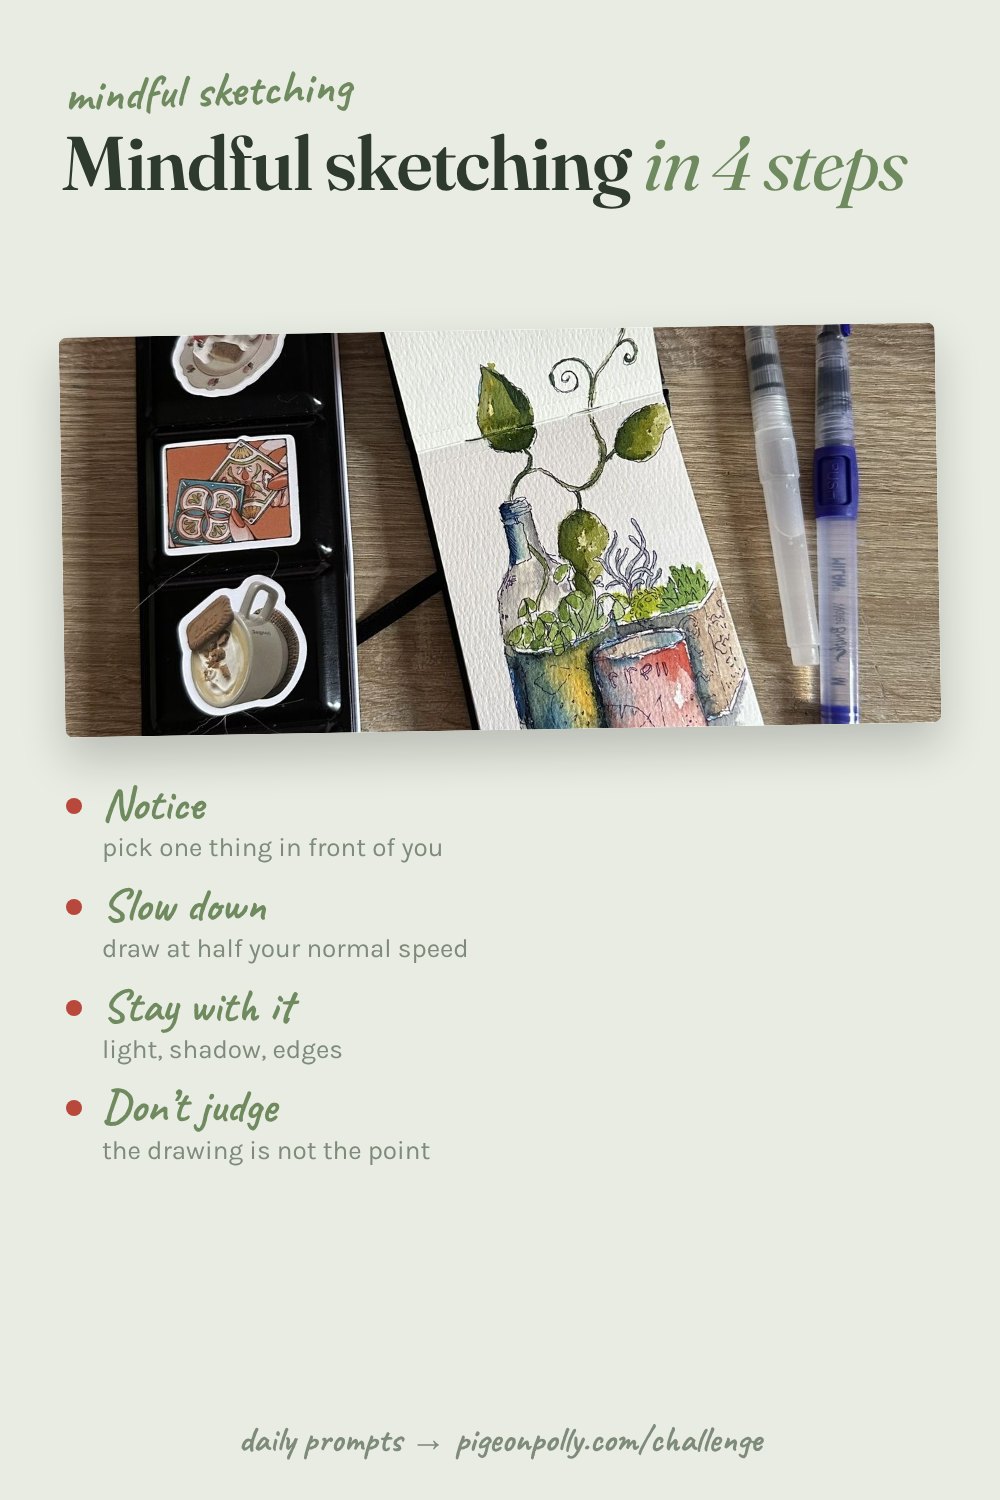 mindful sketching
Mindful sketching in 4 steps
Notice
pick one thing in front of you
Slow down
draw at half your normal speed
Stay with it
light, shadow, edges
Don't judge
the drawing is not the point
daily prompts → pigeonpolly.com/challenge